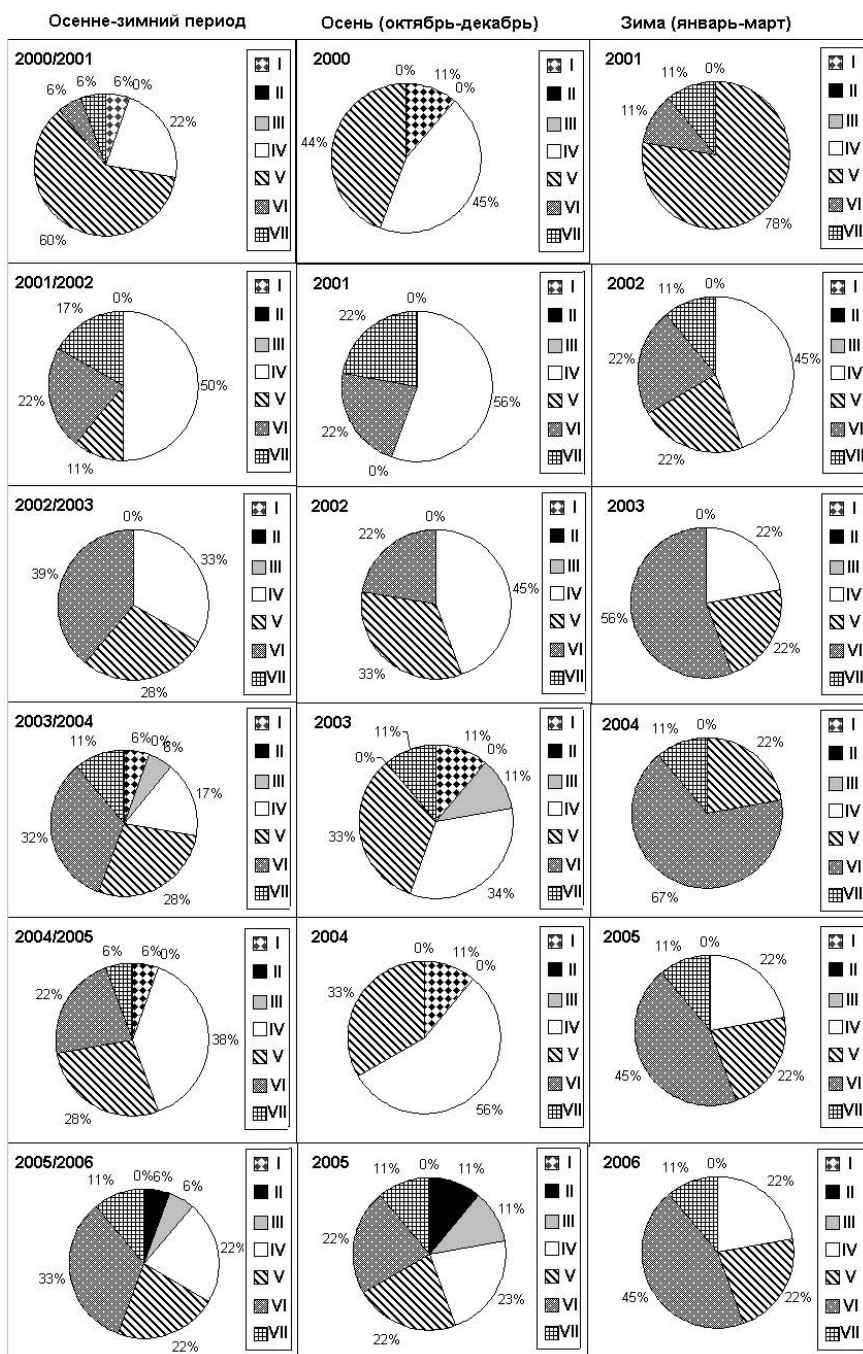 Осенне-зимний период
Осень (октябрь-декабрь)
Зима (январь-март)
2000/2001
6%
6%
6%
0%
22%
60%
I
II
III
IV
V
VI
VII
2000
0%
11%
0%
44%
45%
I
II
III
IV
V
VI
VII
2001
11%
0%
11%
78%
I
II
III
IV
V
VI
VII
2001/2002
0%
17%
50%
22%
11%
I
II
III
IV
V
VI
VII
2001
0%
22%
56%
22%
0%
I
II
III
IV
V
VI
VII
2002
11%
0%
45%
22%
22%
I
II
III
IV
V
VI
VII
2002/2003
0%
33%
39%
28%
I
II
III
IV
V
VI
VII
2002
0%
22%
45%
33%
I
II
III
IV
V
VI
VII
2003
0%
22%
56%
22%
I
II
III
IV
V
VI
VII
2003/2004
11%
6%
0%
6%
17%
32%
28%
I
II
III
IV
V
VI
VII
2003
11%
11%
0%
0%
11%
33%
34%
I
II
III
IV
V
VI
VII
2004
11%
0%
22%
67%
I
II
III
IV
V
VI
VII
2004/2005
6%
6%
0%
22%
38%
28%
I
II
III
IV
V
VI
VII
2004
0%
11%
0%
33%
56%
I
II
III
IV
V
VI
VII
2005
11%
0%
22%
45%
22%
I
II
III
IV
V
VI
VII
2005/2006
11%
0%
6%
6%
22%
33%
22%
I
II
III
IV
V
VI
VII
2005
11%
0%
11%
11%
22%
23%
22%
I
II
III
IV
V
VI
VII
2006
11%
0%
22%
45%
22%
I
II
III
IV
V
VI
VII